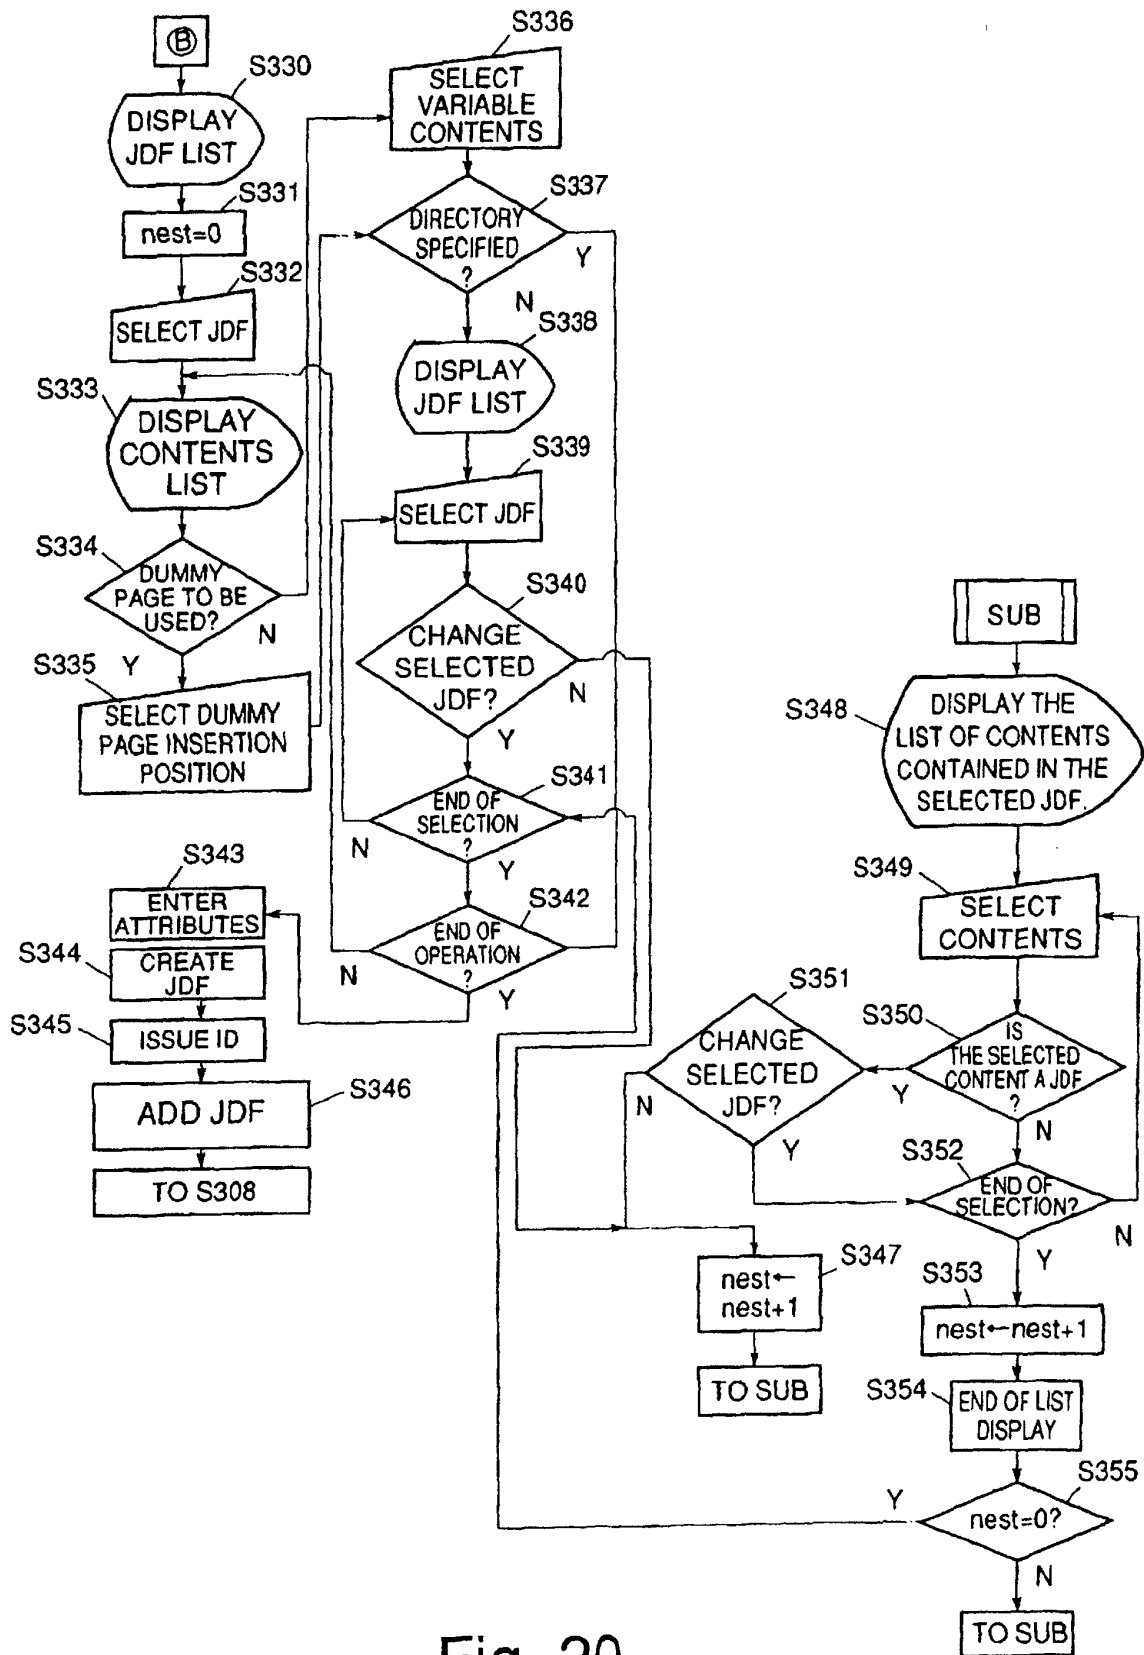 B
S330
DISPLAY
JDF LIST
S331
nest=0
S332
SELECT JDF
S333
DISPLAY
CONTENTS
LIST
S334
DUMMY
PAGE TO BE
USED?
N
Y
S335
SELECT DUMMY
PAGE INSERTION
POSITION
S336
SELECT
VARIABLE
CONTENTS
S337
DIRECTORY
SPECIFIED
?
Y
N
S338
DISPLAY
JDF LIST
S339
SELECT JDF
S340
CHANGE
SELECTED
JDF?
N
Y
S341
END OF
SELECTION
?
N
Y
S342
END OF
OPERATION
?
N
Y
S343
ENTER
ATTRIBUTES
S344
CREATE
JDF
S345
ISSUE ID
S346
ADD JDF
TO S308
S347
nest←
nest+1
TO SUB
SUB
S348
DISPLAY THE
LIST OF CONTENTS
CONTAINED IN THE
SELECTED JDF.
S349
SELECT
CONTENTS
S350
IS
THE SELECTED
CONTENT A JDF
?
Y
N
S351
CHANGE
SELECTED
JDF?
N
Y
S352
END OF
SELECTION?
N
Y
S353
nest←nest+1
S354
END OF LIST
DISPLAY
S355
nest=0?
Y
N
TO SUB
Fig. 20